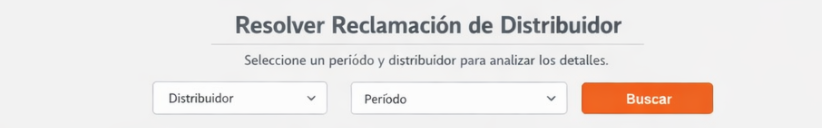 Resolver Reclamación de Distribuidor
Seleccione un período y distribuidor para analizar los detalles.
Distribuidor Período Buscar